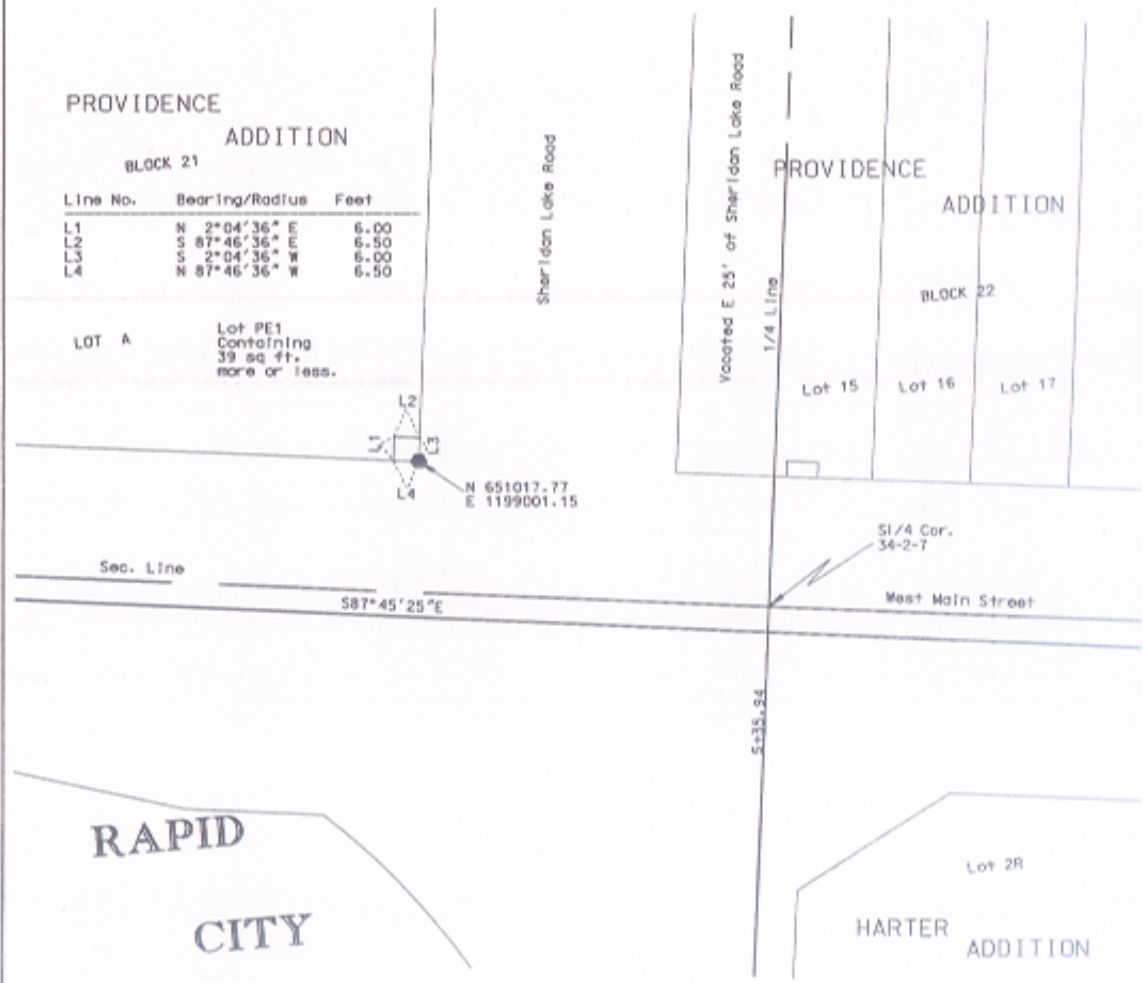 PROVIDENCE
ADDITION
BLOCK 21
Line No. Bearing/Radius Feet
L1 N 2°04'36" E 6.00
L2 S 87°46'36" E 6.50
L3 S 2°04'36" W 6.00
L4 N 87°46'36" W 6.50
LOT A
Lot PE1
Containing
39 sq ft.
more or less.
L2
L1
L3
L4
N 651017.77
E 1199001.15
Sheridan Lake Road
Vacated E 25' of Sheridan Lake Road
1/4 Line
PROVIDENCE
ADDITION
BLOCK 22
Lot 15
Lot 16
Lot 17
S1/4 Cor.
34-2-7
Sec. Line
S87°45'25"E
West Main Street
5+35.94
RAPID
CITY
Lot 2R
HARTER
ADDITION